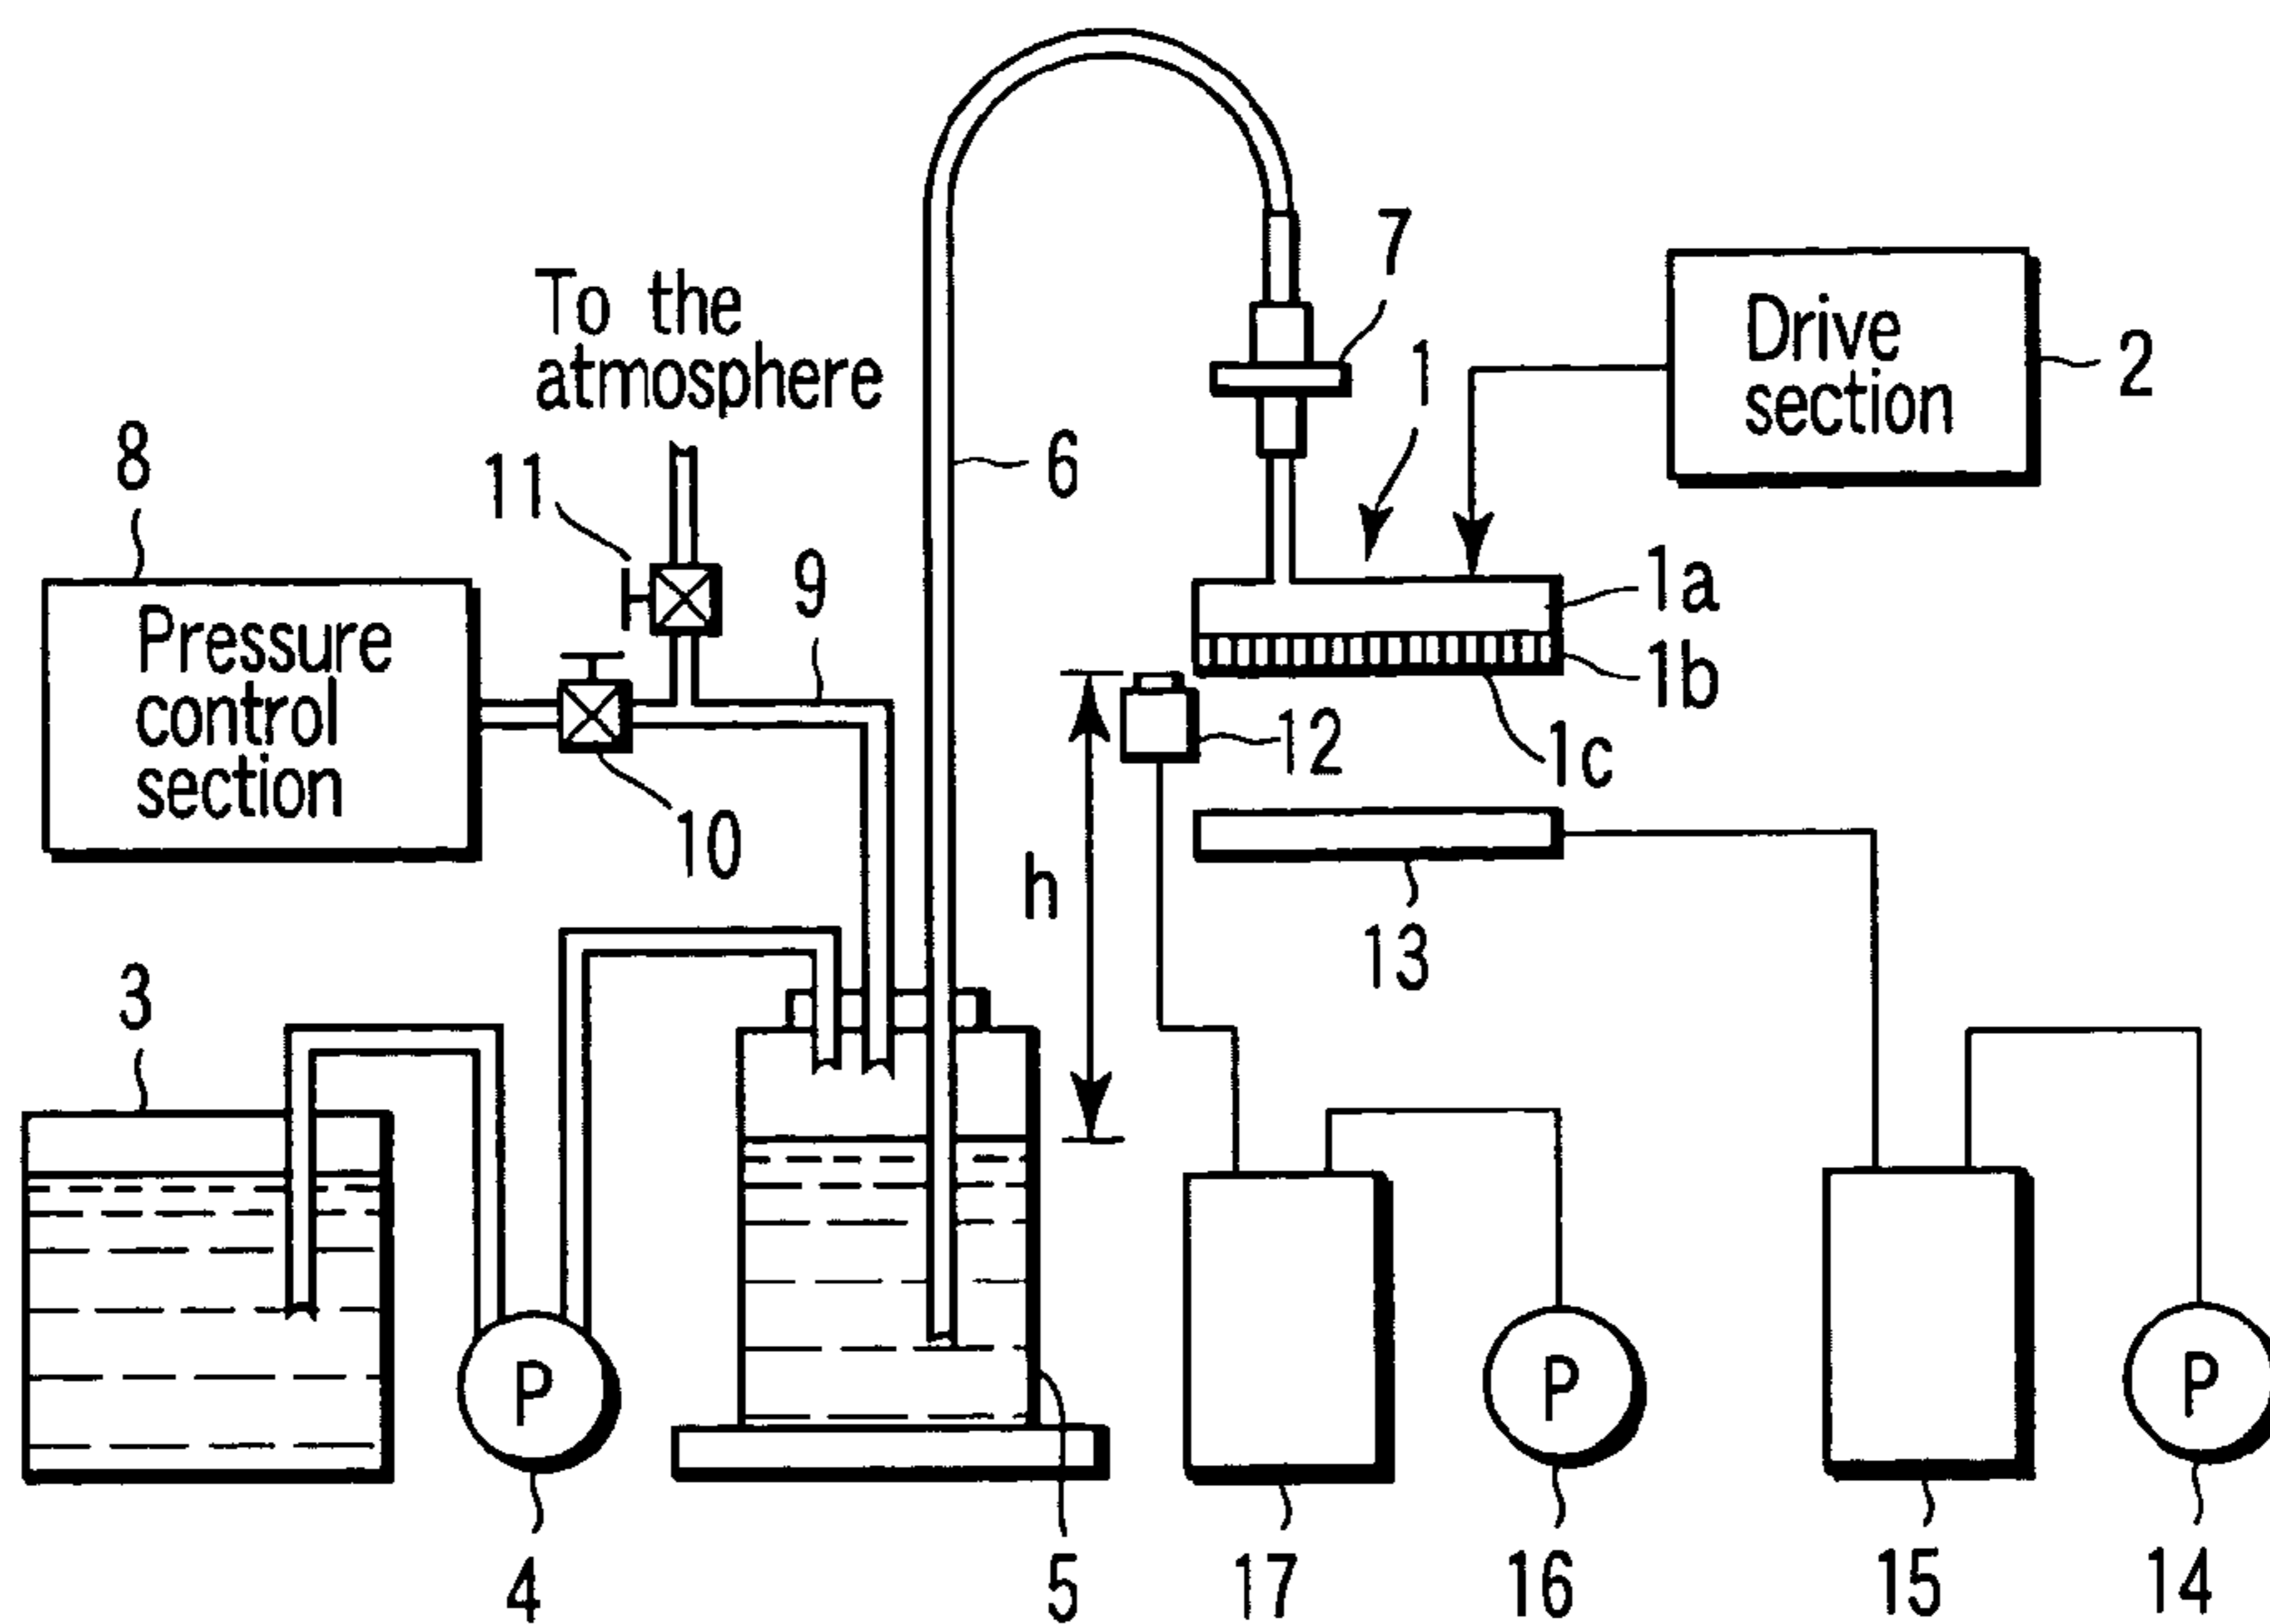 7
To the
atmosphere
1
Drive
section
2
8
11
6
9
1a
1b
Pressure
control
section
12
1c
10
h
13
3
P
P
P
4
5
17
16
15
14